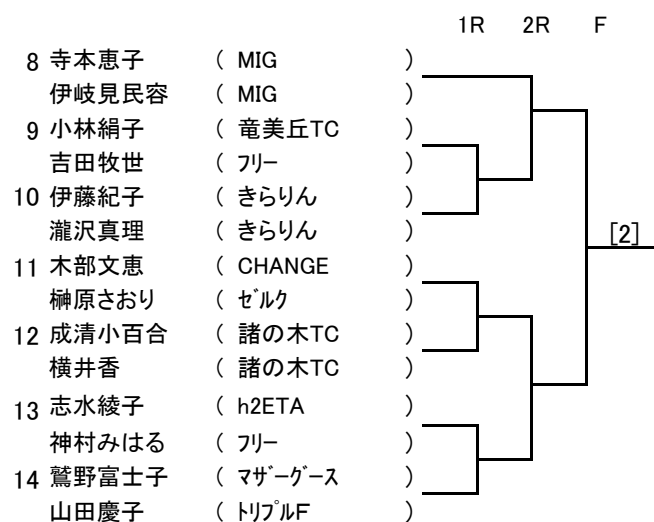 1R 2R F
8 寺本恵子 ( MIG )
伊岐見民容 ( MIG )
9 小林絹子 ( 竜美丘TC )
吉田牧世 ( ﾌﾘｰ )
10 伊藤紀子 ( きらりん )
瀧沢真理 ( きらりん )
[2]
11 木部文恵 ( CHANGE )
榊原さおり ( ｾﾞﾙｸ )
12 成清小百合 ( 諸の木TC )
横井香 ( 諸の木TC )
13 志水綾子 ( h2ETA )
神村みはる ( ﾌﾘｰ )
14 鷲野富士子 ( ﾏｻﾞｰｸﾞｰｽ )
山田慶子 ( ﾄﾘﾌﾟﾙF )